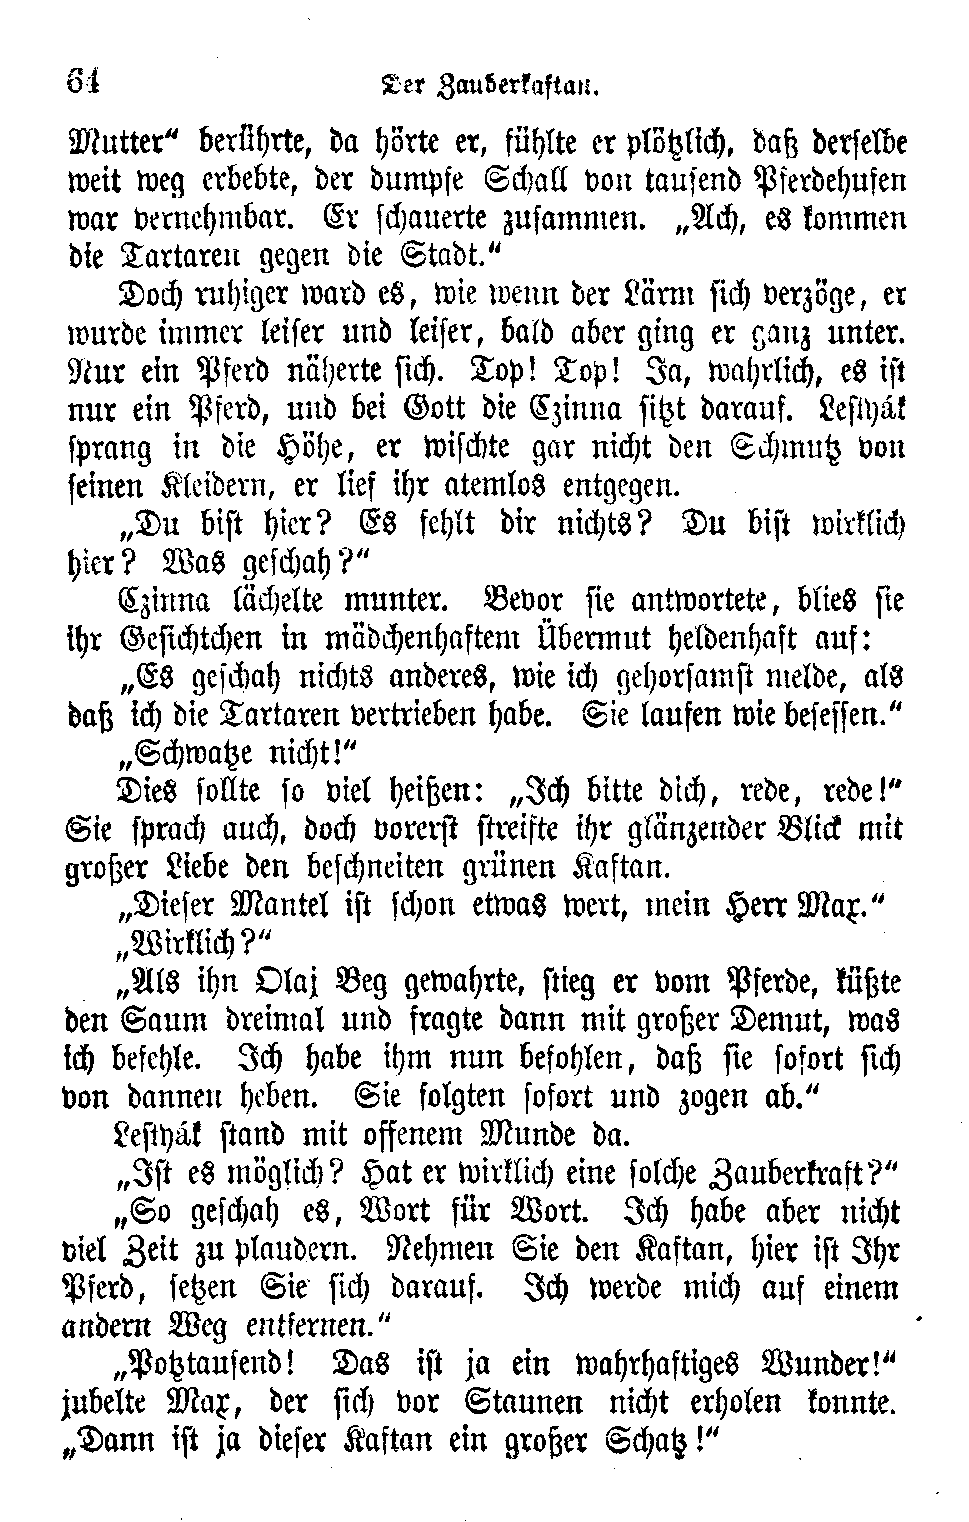 64 Der Zauberkaftan.
Mutter“ berührte, da hörte er, fühlte er plötzlich, daß derselbe
weit weg erbebte, der dumpfe Schall von tausend Pferdehufen
war vernehmbar. Er schauerte zusammen. „Ach, es kommen
die Tartaren gegen die Stadt.“
Doch ruhiger ward es, wie wenn der Lärm sich verzöge, er
wurde immer leiser und leiser, bald aber ging er ganz unter.
Nur ein Pferd näherte sich. Top! Top! Ja, wahrlich, es ist
nur ein Pferd, und bei Gott die Czinna sitzt darauf. Lestyák
sprang in die Höhe, er wischte gar nicht den Schmutz von
seinen Kleidern, er lief ihr atemlos entgegen.
„Du bist hier? Es fehlt dir nichts? Du bist wirklich
hier? Was geschah?“
Czinna lächelte munter. Bevor sie antwortete, blies sie
ihr Gesichtchen in mädchenhaftem Übermut heldenhaft auf:
„Es geschah nichts anderes, wie ich gehorsamst melde, als
daß ich die Tartaren vertrieben habe. Sie laufen wie besessen.“
„Schwatze nicht!“
Dies sollte so viel heißen: „Ich bitte dich, rede, rede!“
Sie sprach auch, doch vorerst streifte ihr glänzender Blick mit
großer Liebe den beschneiten grünen Kaftan.
„Dieser Mantel ist schon etwas wert, mein Herr Max.“
„Wirklich?“
„Als ihn Olaj Beg gewahrte, stieg er vom Pferde, küßte
den Saum dreimal und fragte dann mit großer Demut, was
ich befehle. Ich habe ihm nun befohlen, daß sie sofort sich
von dannen heben. Sie folgten sofort und zogen ab.“
Lestyák stand mit offenem Munde da.
„Ist es möglich? Hat er wirklich eine solche Zauberkraft?“
„So geschah es, Wort für Wort. Ich habe aber nicht
viel Zeit zu plaudern. Nehmen Sie den Kaftan, hier ist Ihr
Pferd, setzen Sie sich darauf. Ich werde mich auf einem
andern Weg entfernen.“
„Potztausend! Das ist ja ein wahrhaftiges Wunder!“
jubelte Max, der sich vor Staunen nicht erholen konnte.
„Dann ist ja dieser Kaftan ein großer Schatz!“